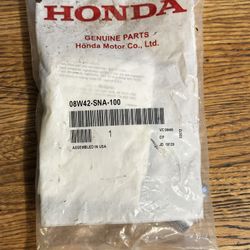 HONDA
GENUINE PARTS
Honda Motor Co., Ltd.
08W42-SNA-100
1
ASSEMBLED IN USA